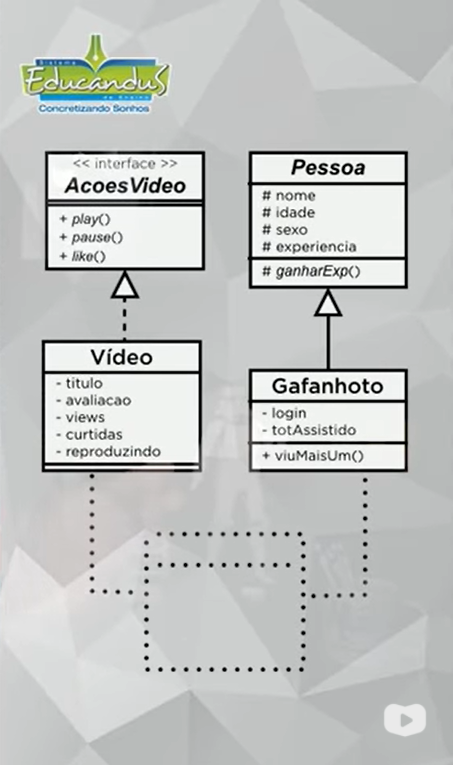 Sistema
Educandus
de Ensino
Concretizando Sonhos
<< interface >>
AcoesVideo
+ play()
+ pause()
+ like()
Pessoa
# nome
# idade
# sexo
# experiencia
# ganharExp()
Vídeo
- titulo
- avaliacao
- views
- curtidas
- reproduzindo
Gafanhoto
- login
- totAssistido
+ viuMaisUm()